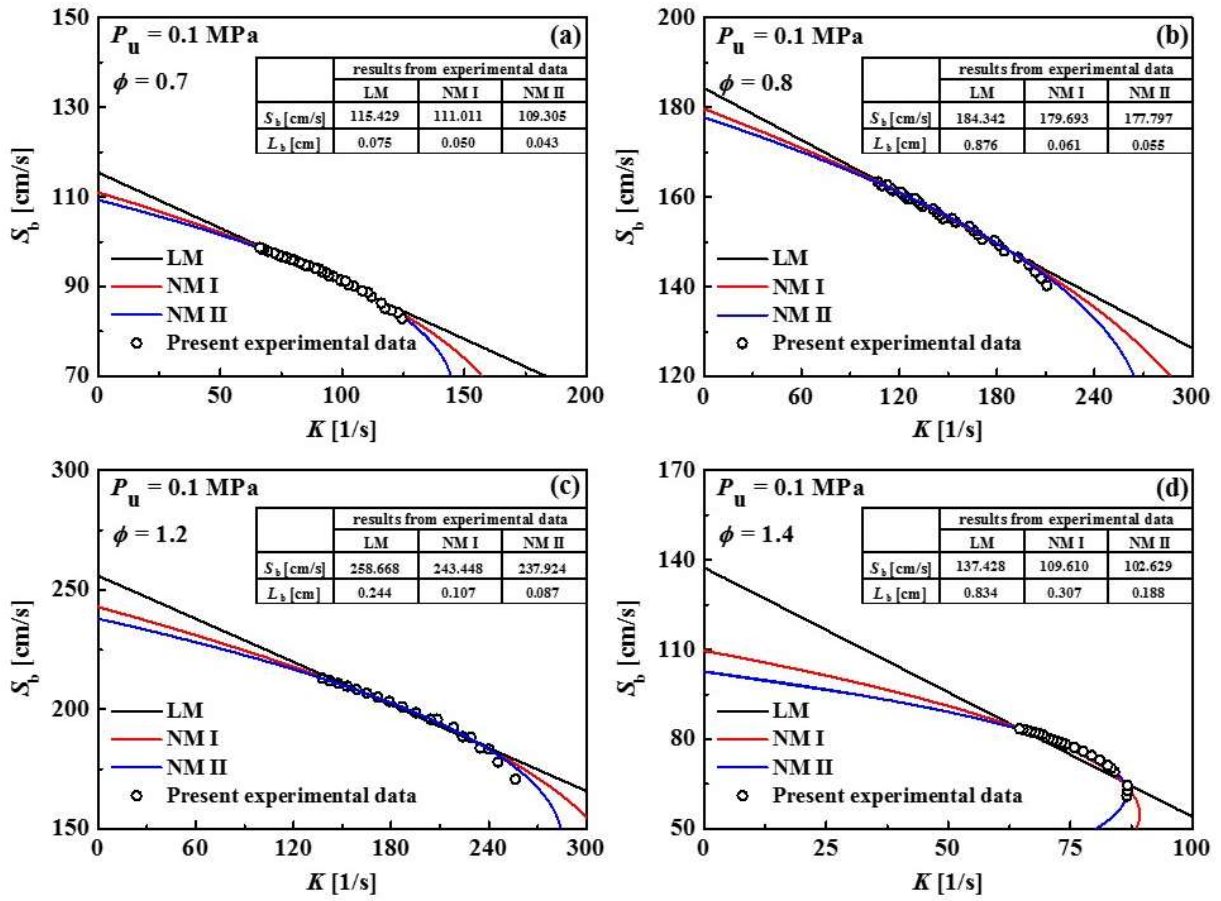 150
130
110
90
70
S_b [cm/s]
P_u = 0.1 MPa
(a)
ϕ = 0.7
results from experimental data
LM NM I NM II
S_b [cm/s] 115.429 111.011 109.305
L_b [cm] 0.075 0.050 0.043
LM
NM I
NM II
Present experimental data
0 50 100 150 200
K [1/s]
200
180
160
140
120
S_b [cm/s]
P_u = 0.1 MPa
(b)
ϕ = 0.8
results from experimental data
LM NM I NM II
S_b [cm/s] 184.342 179.693 177.797
L_b [cm] 0.876 0.061 0.055
LM
NM I
NM II
Present experimental data
0 60 120 180 240 300
K [1/s]
300
250
200
150
S_b [cm/s]
P_u = 0.1 MPa
(c)
ϕ = 1.2
results from experimental data
LM NM I NM II
S_b [cm/s] 258.668 243.448 237.924
L_b [cm] 0.244 0.107 0.087
LM
NM I
NM II
Present experimental data
0 60 120 180 240 300
K [1/s]
170
140
110
80
50
S_b [cm/s]
P_u = 0.1 MPa
(d)
ϕ = 1.4
results from experimental data
LM NM I NM II
S_b [cm/s] 137.428 109.610 102.629
L_b [cm] 0.834 0.307 0.188
LM
NM I
NM II
Present experimental data
0 25 50 75 100
K [1/s]